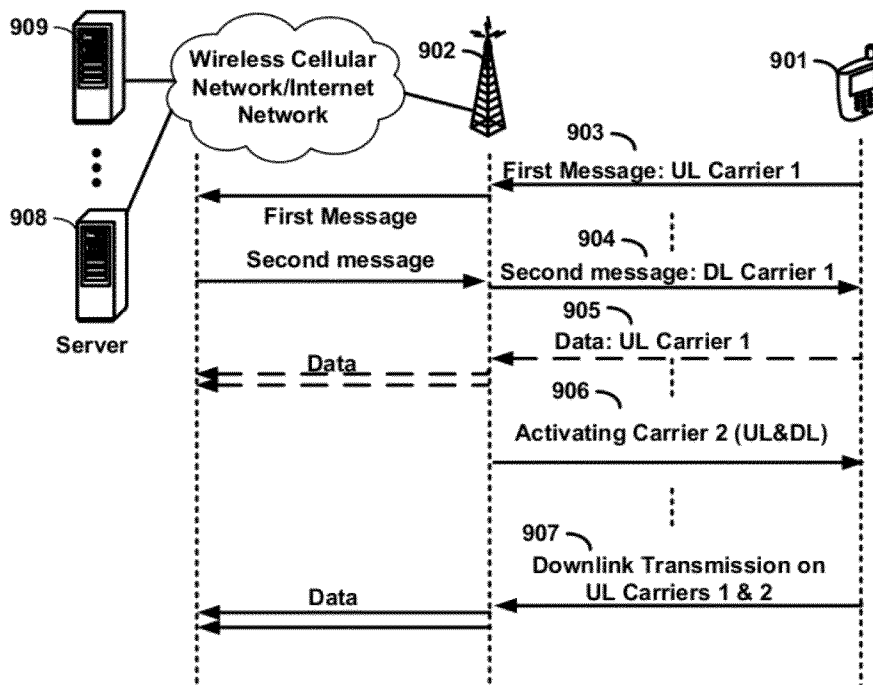 909
Wireless Cellular
Network/Internet
Network
902
901
903
First Message: UL Carrier 1
First Message
908
904
Second message
Second message: DL Carrier 1
Server
905
Data: UL Carrier 1
Data
906
Activating Carrier 2 (UL&DL)
907
Downlink Transmission on
UL Carriers 1 & 2
Data